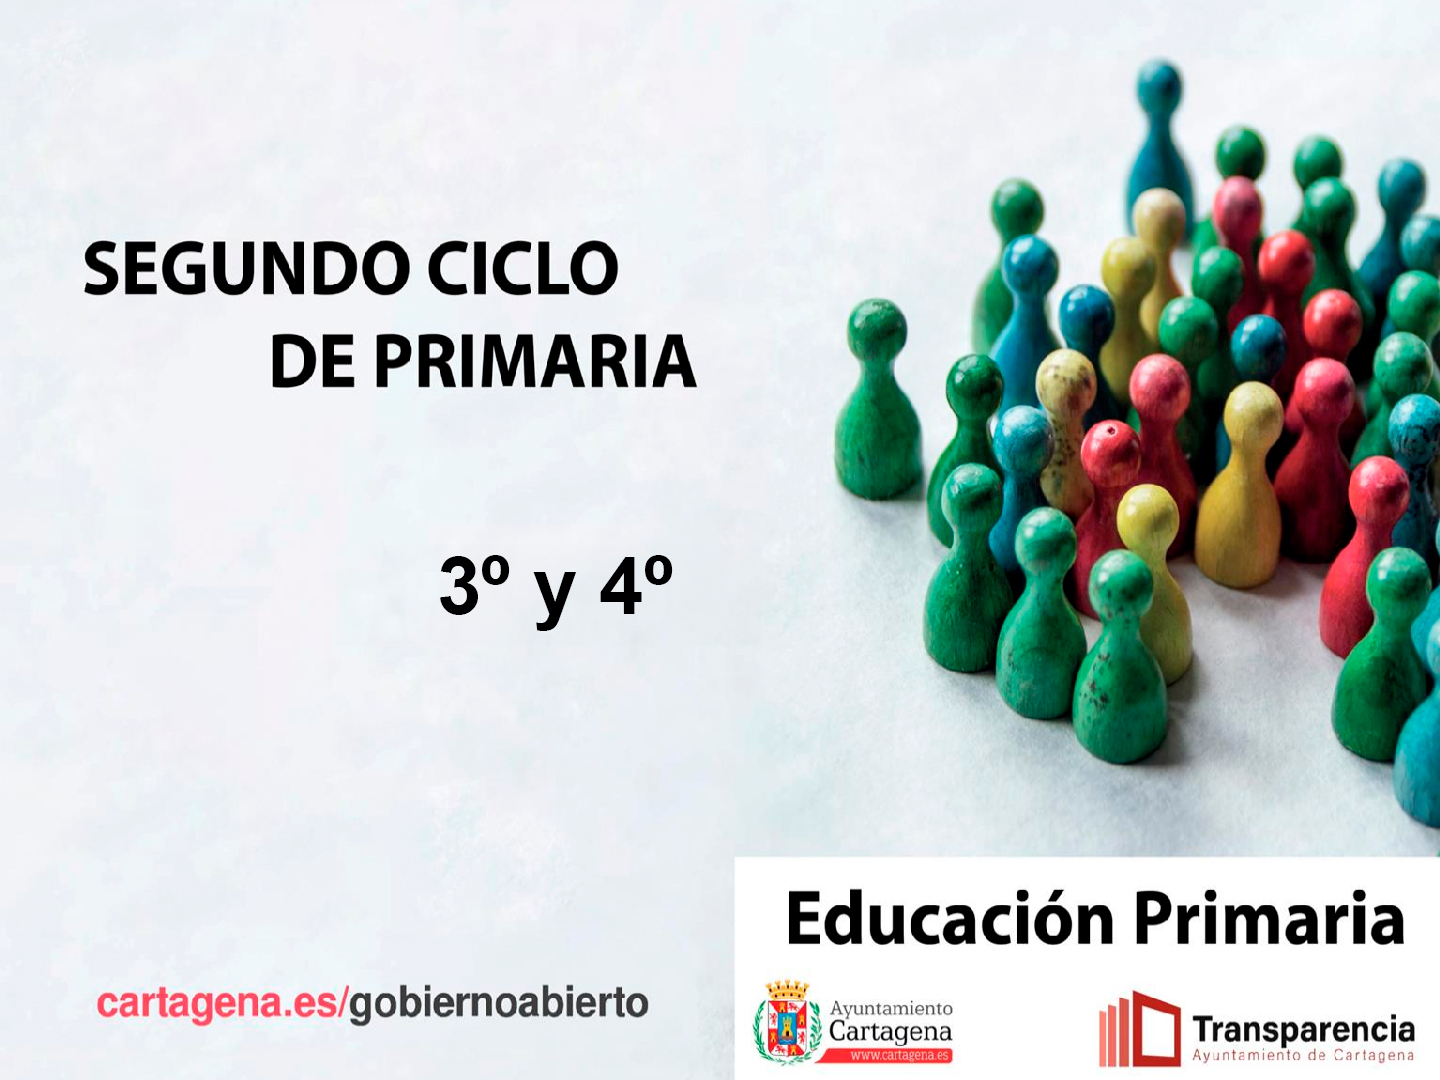 SEGUNDO CICLO
DE PRIMARIA
3º y 4º
cartagena.es/gobiernoabierto
Educación Primaria
Ayuntamiento
Cartagena
www.cartagena.es
Transparencia
Ayuntamiento de Cartagena